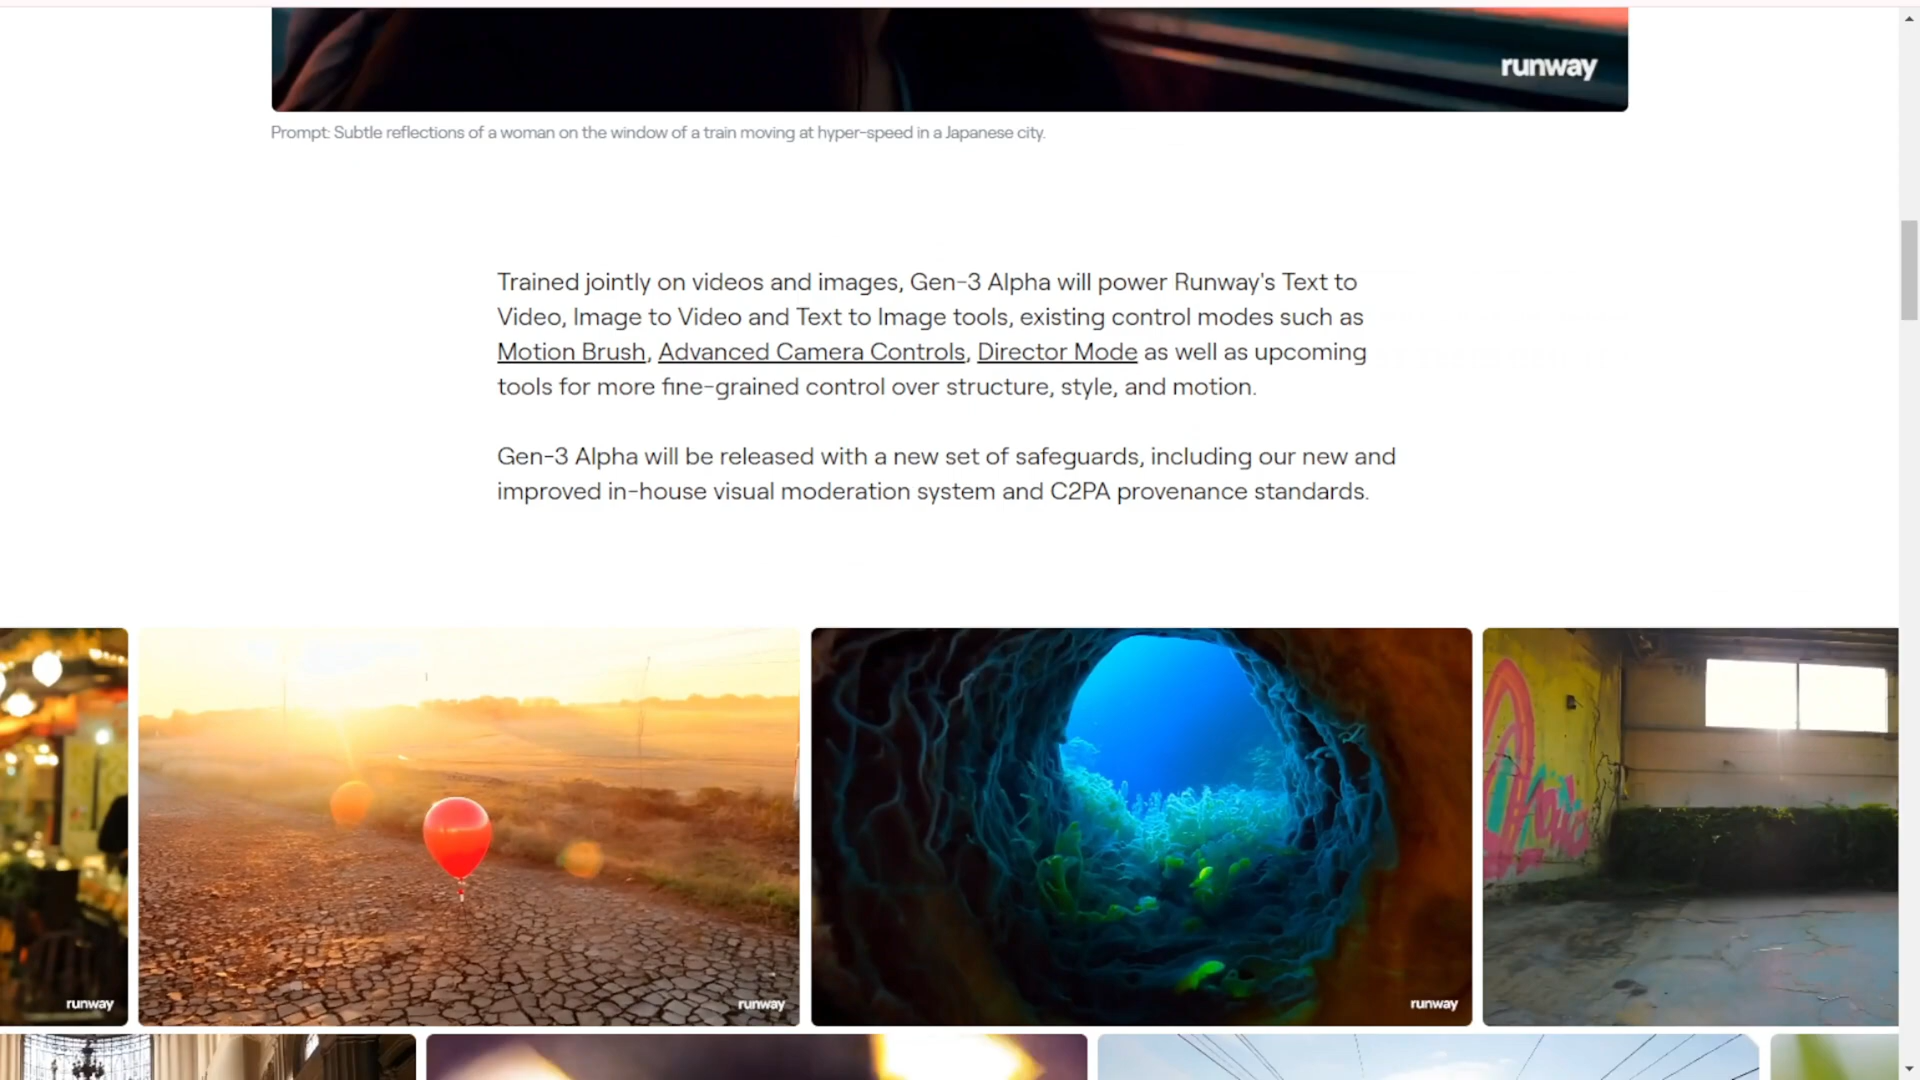 runway
Prompt: Subtle reflections of a woman on the window of a train moving at hyper-speed in a Japanese city.
Trained jointly on videos and images, Gen-3 Alpha will power Runway's Text to
Video, Image to Video and Text to Image tools, existing control modes such as
Motion Brush, Advanced Camera Controls, Director Mode as well as upcoming
tools for more fine-grained control over structure, style, and motion.
Gen-3 Alpha will be released with a new set of safeguards, including our new and
improved in-house visual moderation system and C2PA provenance standards.
runway
runway
runway